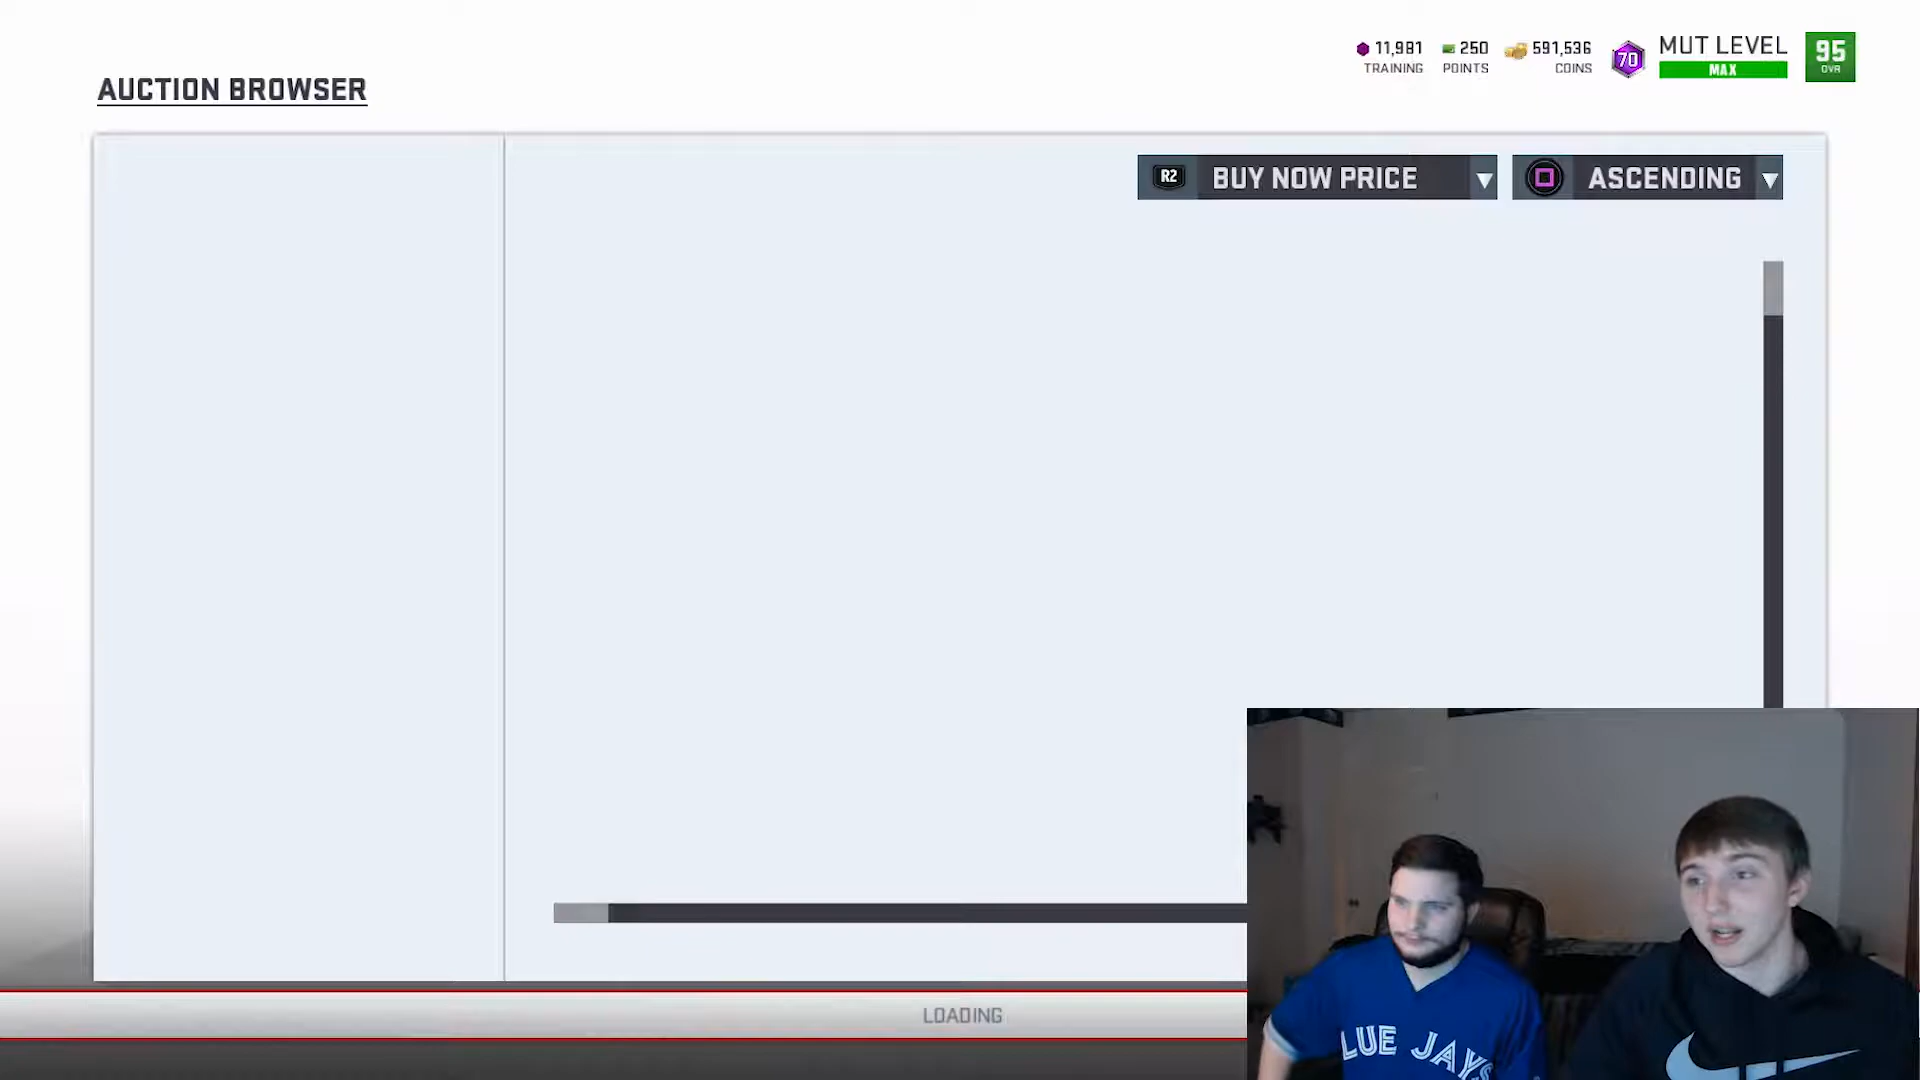 11,981 250 591,536 70 MUT LEVEL 95
TRAINING POINTS COINS MAX OVR
AUCTION BROWSER
R2 BUY NOW PRICE ASCENDING
LOADING
LUE JAYS